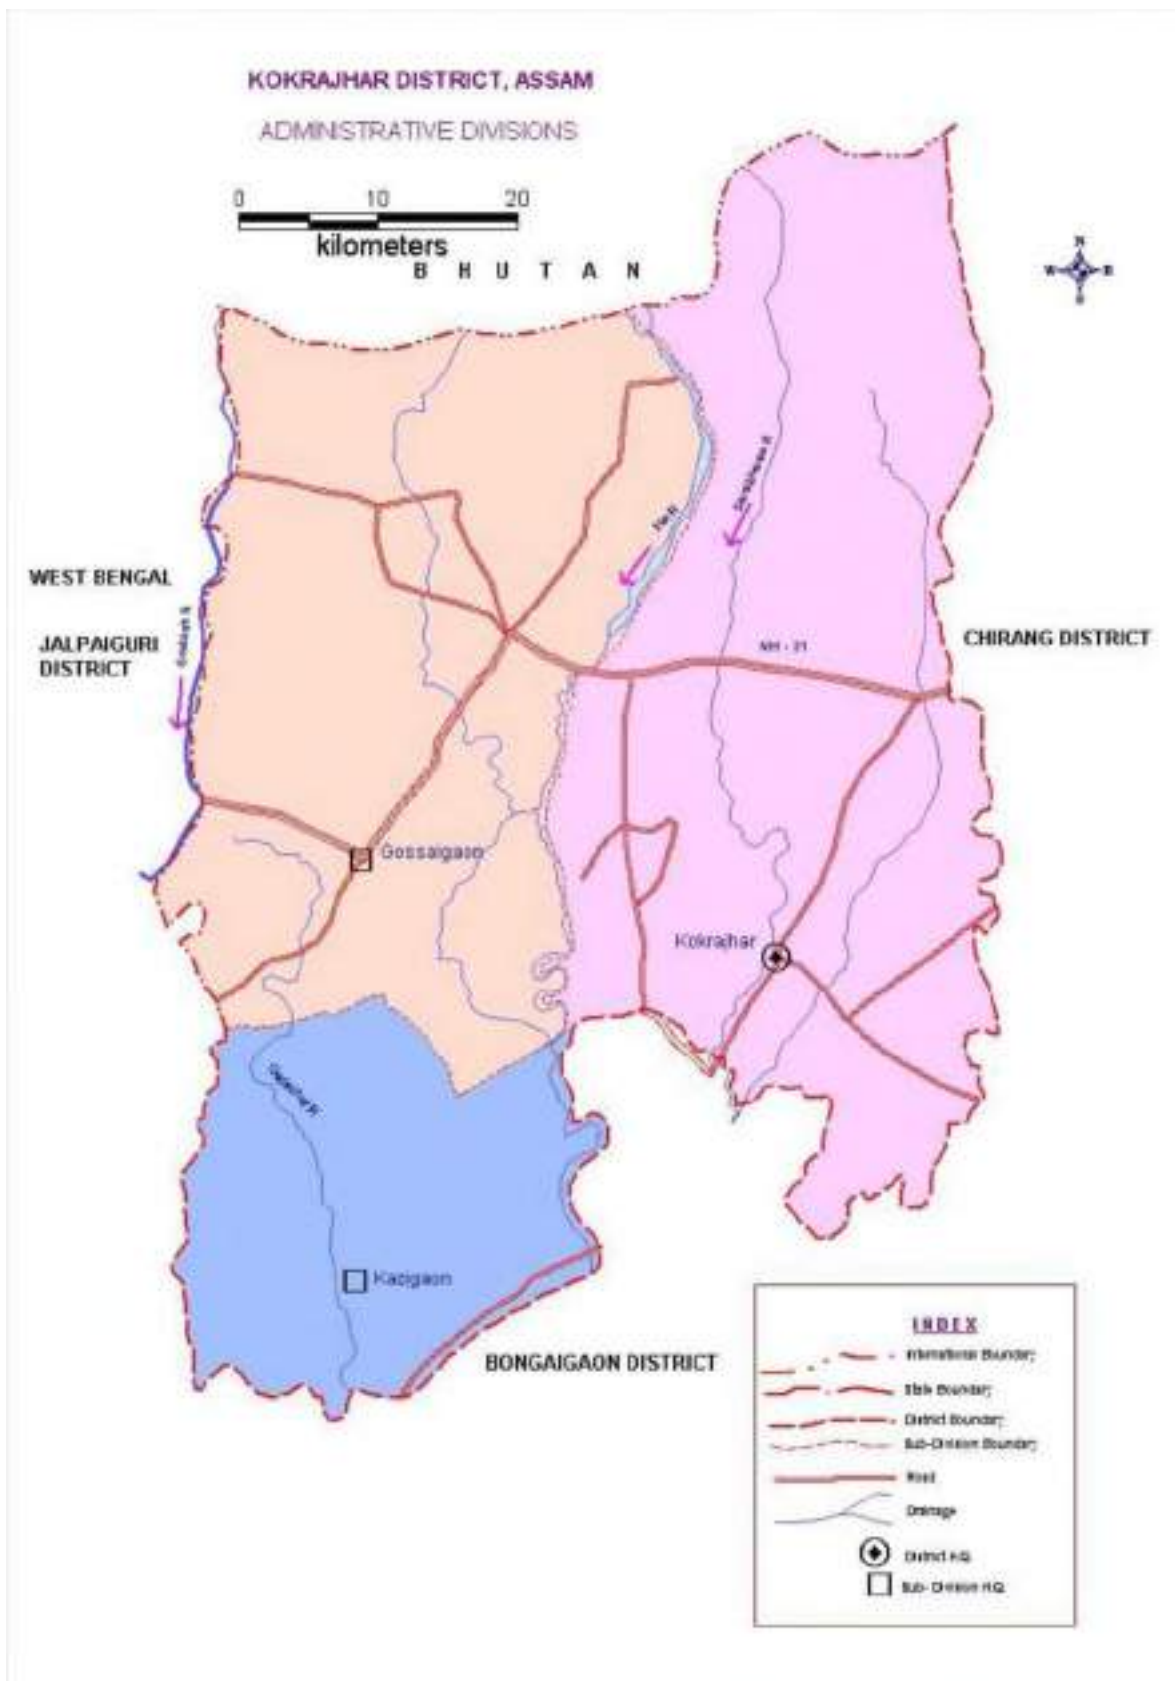 KOKRAJHAR DISTRICT, ASSAM
ADMINISTRATIVE DIVISIONS
0 10 20
kilometers
B H U T A N
N
W E
S
WEST BENGAL
JALPAIGURI
DISTRICT
CHIRANG DISTRICT
NH - 31
Gossaigaon
Kokrajhar
Kazigaon
BONGAIGAON DISTRICT
INDEX
International Boundary
State Boundary
District Boundary
Sub-Division Boundary
Road
Drainage
District H.Q.
Sub- Division H.Q.